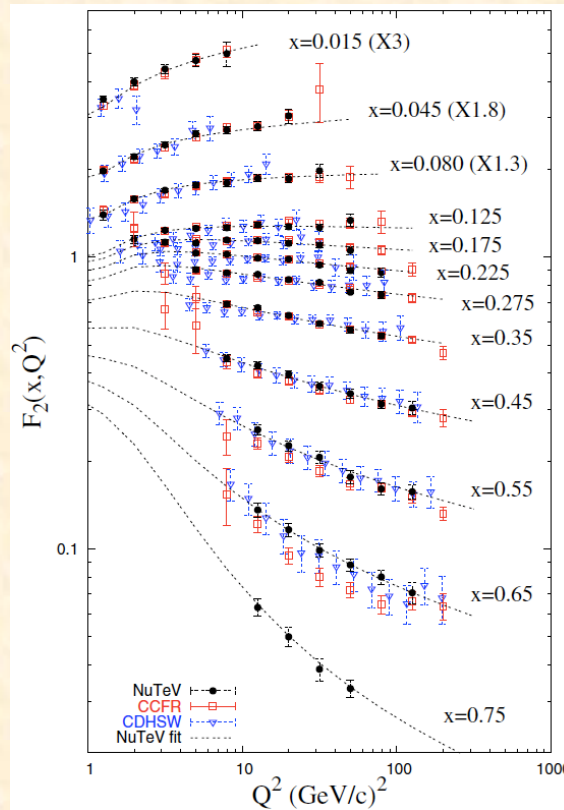 x=0.015 (X3)
x=0.045 (X1.8)
x=0.080 (X1.3)
x=0.125
x=0.175
x=0.225
x=0.275
x=0.35
x=0.45
x=0.55
x=0.65
x=0.75
1
0.1
F₂(x,Q²)
NuTeV
CCFR
CDHSW
NuTeV fit
1 10 100 1000
Q² (GeV/c)²